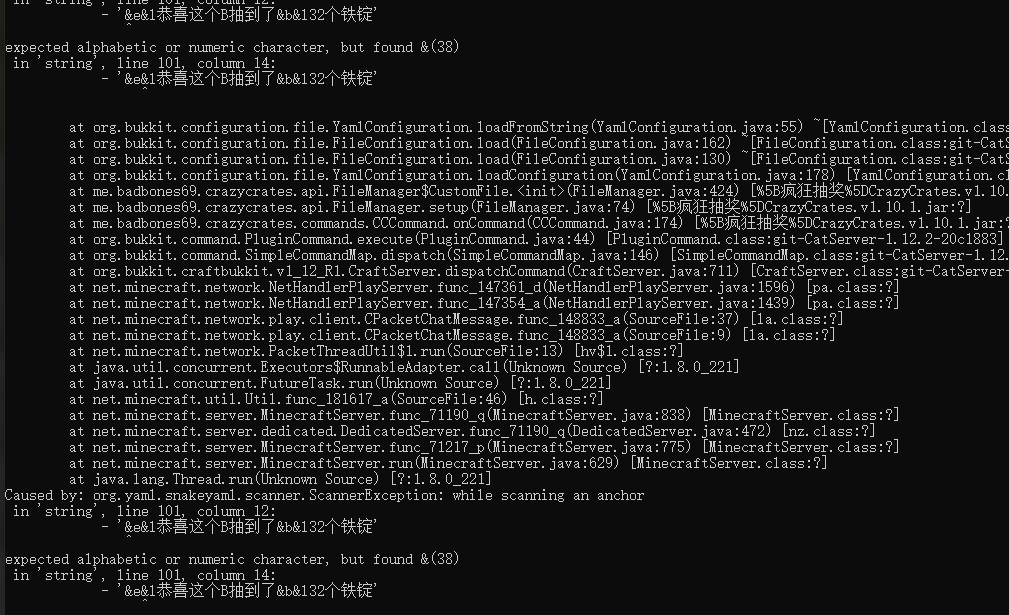 in 'string', line 101, column 12:
- '&e&l恭喜这个B抽到了&b&l32个铁锭'
^
expected alphabetic or numeric character, but found &(38)
in 'string', line 101, column 14:
- '&e&l恭喜这个B抽到了&b&l32个铁锭'
^
at org.bukkit.configuration.file.YamlConfiguration.loadFromString(YamlConfiguration.java:55) ~[YamlConfiguration.class
at org.bukkit.configuration.file.FileConfiguration.load(FileConfiguration.java:162) ~[FileConfiguration.class:git-CatS
at org.bukkit.configuration.file.FileConfiguration.load(FileConfiguration.java:130) ~[FileConfiguration.class:git-CatS
at org.bukkit.configuration.file.YamlConfiguration.loadConfiguration(YamlConfiguration.java:178) [YamlConfiguration.cl
at me.badbones69.crazycrates.api.FileManager$CustomFile.<init>(FileManager.java:424) [%5B疯狂抽奖%5DCrazyCrates.v1.10.
at me.badbones69.crazycrates.api.FileManager.setup(FileManager.java:74) [%5B疯狂抽奖%5DCrazyCrates.v1.10.1.jar:?]
at me.badbones69.crazycrates.commands.CCCommand.onCommand(CCCommand.java:174) [%5B疯狂抽奖%5DCrazyCrates.v1.10.1.jar:?
at org.bukkit.command.PluginCommand.execute(PluginCommand.java:44) [PluginCommand.class:git-CatServer-1.12.2-20c1883]
at org.bukkit.command.SimpleCommandMap.dispatch(SimpleCommandMap.java:146) [SimpleCommandMap.class:git-CatServer-1.12.
at org.bukkit.craftbukkit.v1_12_R1.CraftServer.dispatchCommand(CraftServer.java:711) [CraftServer.class:git-CatServer-
at net.minecraft.network.NetHandlerPlayServer.func_147361_d(NetHandlerPlayServer.java:1596) [pa.class:?]
at net.minecraft.network.NetHandlerPlayServer.func_147354_a(NetHandlerPlayServer.java:1439) [pa.class:?]
at net.minecraft.network.play.client.CPacketChatMessage.func_148833_a(SourceFile:37) [la.class:?]
at net.minecraft.network.play.client.CPacketChatMessage.func_148833_a(SourceFile:9) [la.class:?]
at net.minecraft.network.PacketThreadUtil$1.run(SourceFile:13) [hv$1.class:?]
at java.util.concurrent.Executors$RunnableAdapter.call(Unknown Source) [?:1.8.0_221]
at java.util.concurrent.FutureTask.run(Unknown Source) [?:1.8.0_221]
at net.minecraft.util.Util.func_181617_a(SourceFile:46) [h.class:?]
at net.minecraft.server.MinecraftServer.func_71190_q(MinecraftServer.java:838) [MinecraftServer.class:?]
at net.minecraft.server.dedicated.DedicatedServer.func_71190_q(DedicatedServer.java:472) [nz.class:?]
at net.minecraft.server.MinecraftServer.func_71217_p(MinecraftServer.java:775) [MinecraftServer.class:?]
at net.minecraft.server.MinecraftServer.run(MinecraftServer.java:629) [MinecraftServer.class:?]
at java.lang.Thread.run(Unknown Source) [?:1.8.0_221]
Caused by: org.yaml.snakeyaml.scanner.ScannerException: while scanning an anchor
in 'string', line 101, column 12:
- '&e&l恭喜这个B抽到了&b&l32个铁锭'
^
expected alphabetic or numeric character, but found &(38)
in 'string', line 101, column 14:
- '&e&l恭喜这个B抽到了&b&l32个铁锭'
^